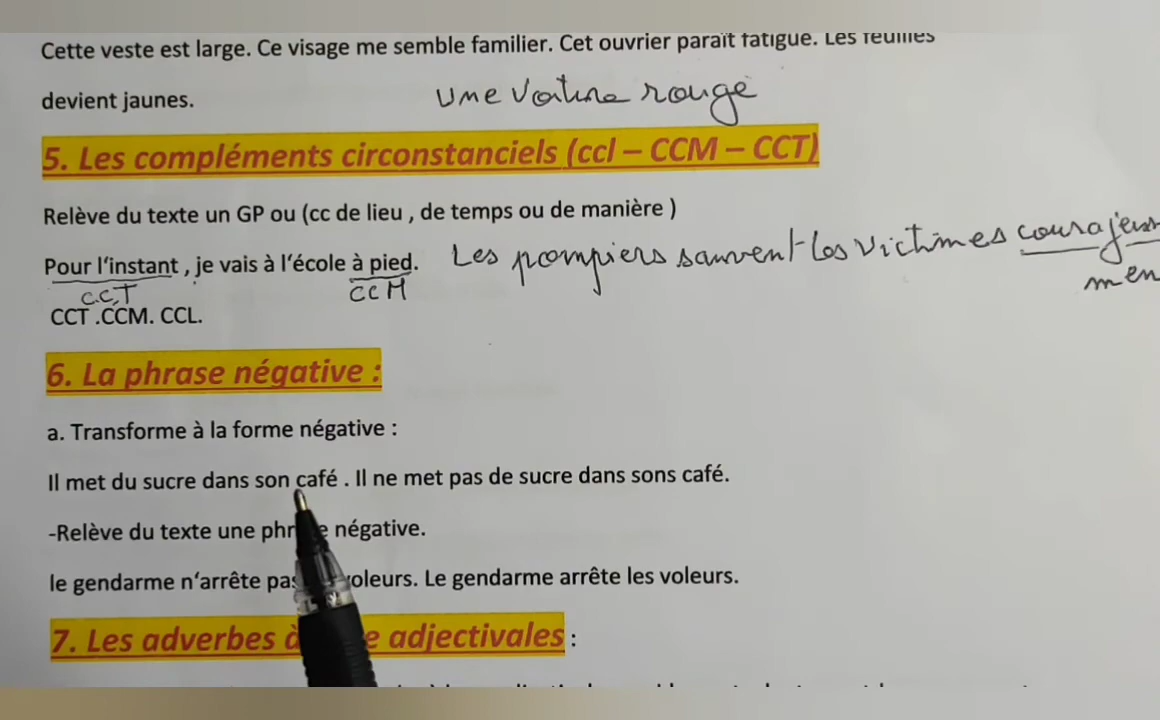 Cette veste est large. Ce visage me semble familier. Cet ouvrier parait fatigué. Les feuilles
devient jaunes.
une voiture rouge
5. Les compléments circonstanciels (ccl – CCM – CCT)
Relève du texte un GP ou (cc de lieu , de temps ou de manière )
Pour l'instant , je vais à l'école à pied.
Les pompiers sauvent los victimes courajeus
men
C.C.T
CCM
CCT .CCM. CCL.
6. La phrase négative :
a. Transforme à la forme négative :
Il met du sucre dans son café . Il ne met pas de sucre dans sons café.
-Relève du texte une négative.
le gendarme n'arrête voleurs. Le gendarme arrête les voleurs.
7. Les adverbes adjectivales :